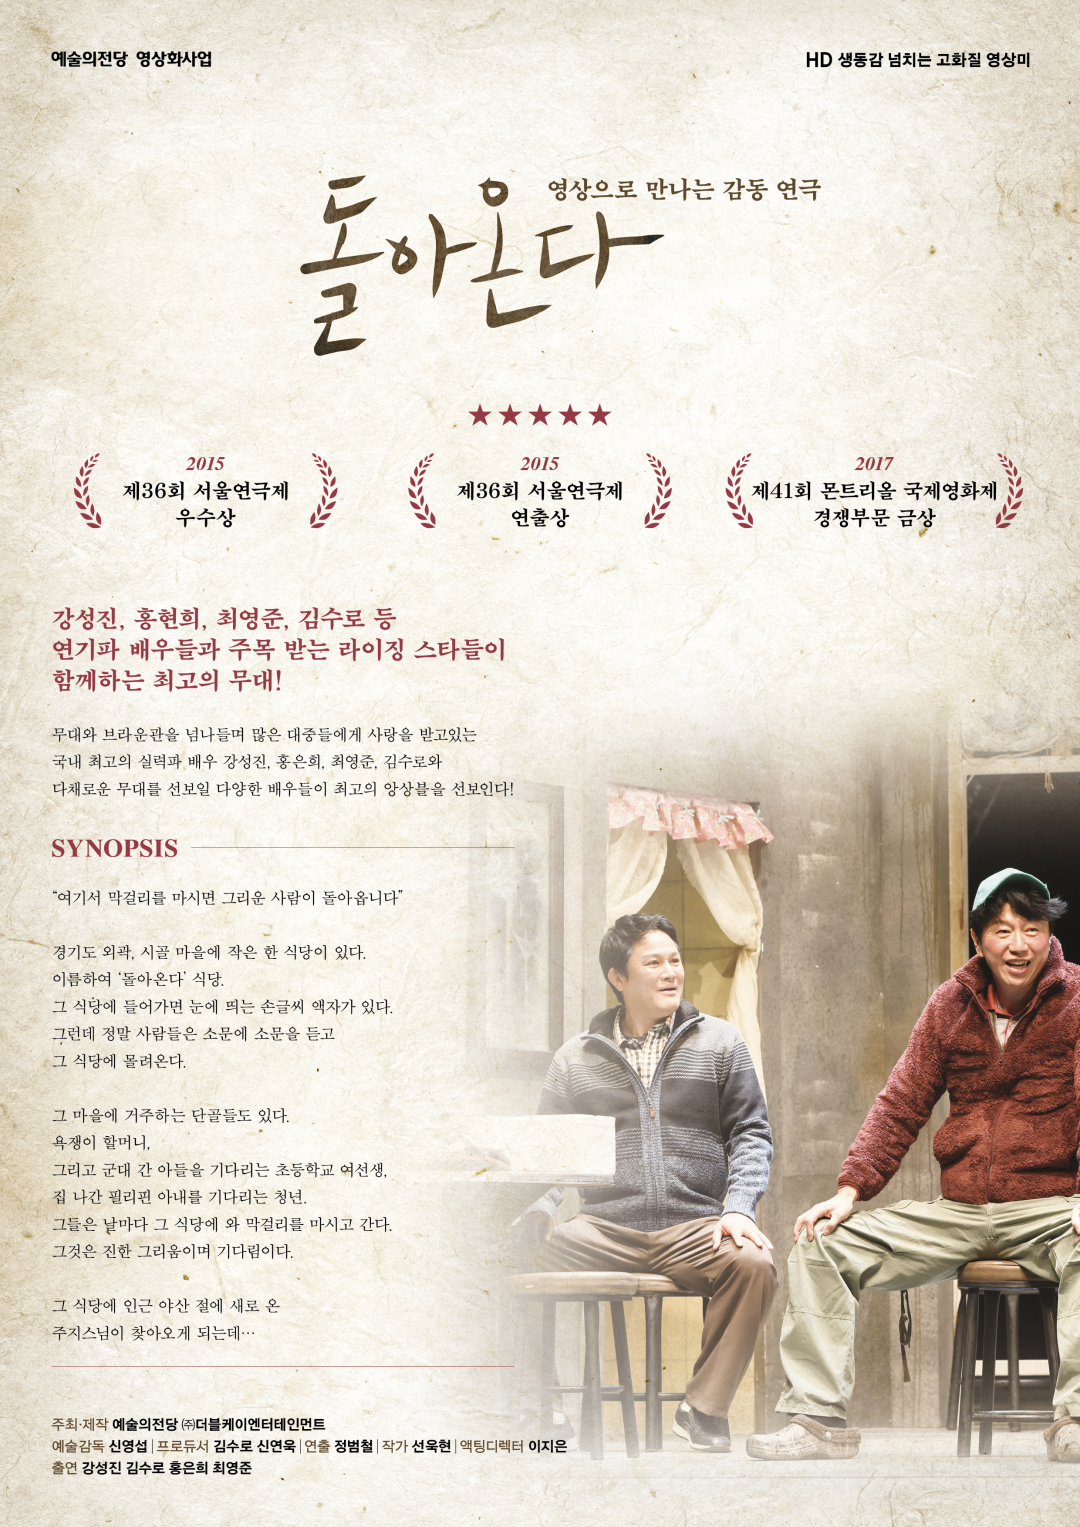 예술의전당 영상화사업
HD 생동감 넘치는 고화질 영상미
영상으로 만나는 감동 연극
돌아온다
2015
제36회 서울연극제
우수상
2015
제36회 서울연극제
연출상
2017
제41회 몬트리올 국제영화제
경쟁부문 금상
강성진, 홍현희, 최영준, 김수로 등
연기파 배우들과 주목 받는 라이징 스타들이
함께하는 최고의 무대!
무대와 브라운관을 넘나들며 많은 대중들에게 사랑을 받고있는
국내 최고의 실력파 배우 강성진, 홍은희, 최영준, 김수로와
다채로운 무대를 선보일 다양한 배우들이 최고의 앙상블을 선보인다!
SYNOPSIS
“여기서 막걸리를 마시면 그리운 사람이 돌아옵니다”
경기도 외곽, 시골 마을에 작은 한 식당이 있다.
이름하여 ‘돌아온다’ 식당.
그 식당에 들어가면 눈에 띄는 손글씨 액자가 있다.
그런데 정말 사람들은 소문에 소문을 듣고
그 식당에 몰려온다.
그 마을에 거주하는 단골들도 있다.
욕쟁이 할머니,
그리고 군대 간 아들을 기다리는 초등학교 여선생,
집 나간 필리핀 아내를 기다리는 청년.
그들은 날마다 그 식당에 와 막걸리를 마시고 간다.
그것은 진한 그리움이며 기다림이다.
그 식당에 인근 야산 절에 새로 온
주지스님이 찾아오게 되는데…
주최·제작 예술의전당 ㈜더블케이엔터테인먼트
예술감독 신영섭 | 프로듀서 김수로 신연욱 | 연출 정범철 | 작가 선욱현 | 액팅디렉터 이지은
출연 강성진 김수로 홍은희 최영준